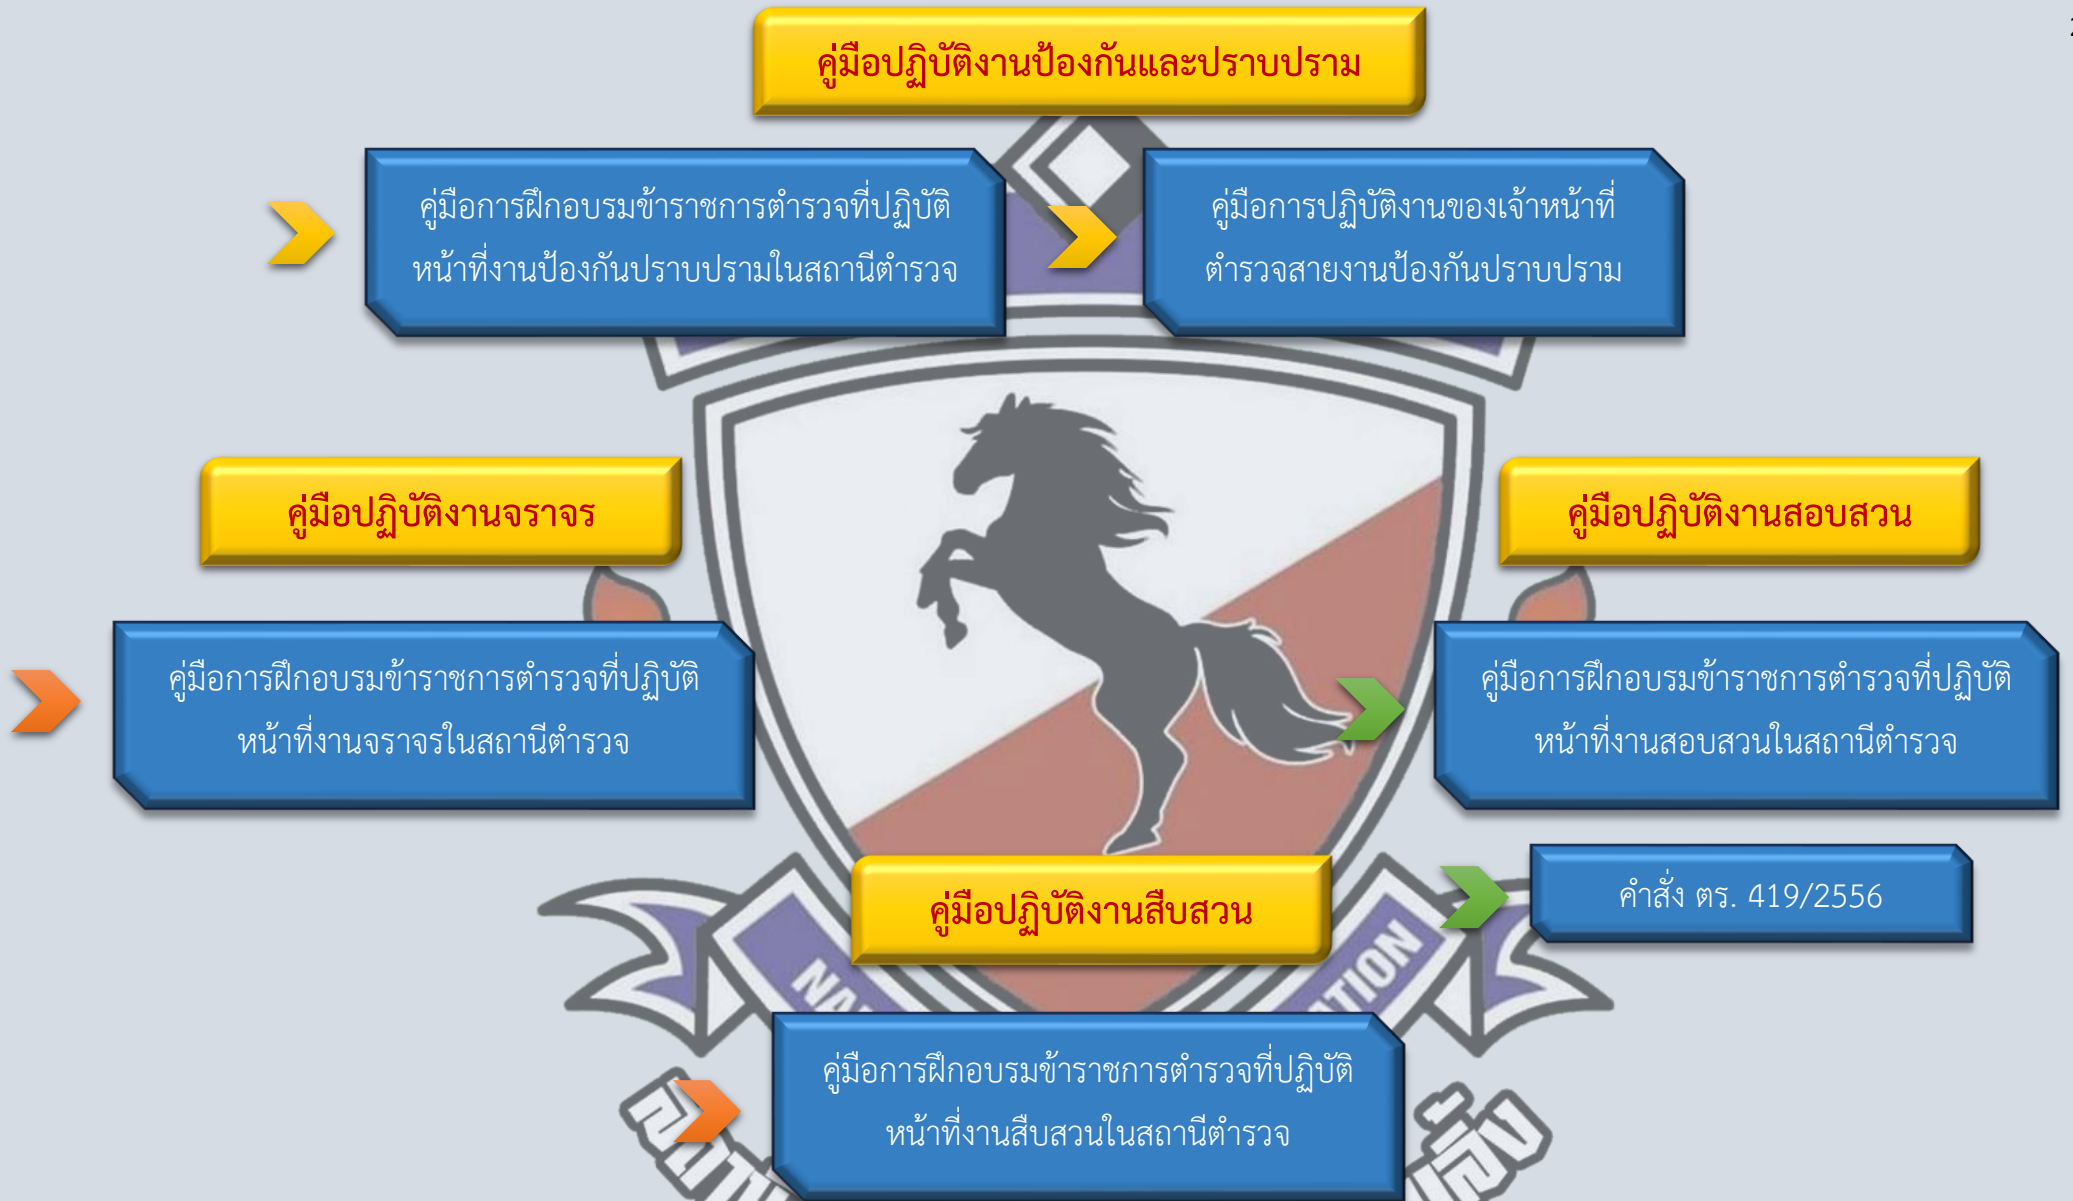 2
คู่มือปฏิบัติงานป้องกันและปราบปราม
คู่มือการฝึกอบรมข้าราชการตำรวจที่ปฏิบัติ
หน้าที่งานป้องกันปราบปรามในสถานีตำรวจ
คู่มือการปฏิบัติงานของเจ้าหน้าที่
ตำรวจสายงานป้องกันปราบปราม
คู่มือปฏิบัติงานจราจร
คู่มือการฝึกอบรมข้าราชการตำรวจที่ปฏิบัติ
หน้าที่งานจราจรในสถานีตำรวจ
คู่มือปฏิบัติงานสอบสวน
คู่มือการฝึกอบรมข้าราชการตำรวจที่ปฏิบัติ
หน้าที่งานสอบสวนในสถานีตำรวจ
คำสั่ง ตร. 419/2556
คู่มือปฏิบัติงานสืบสวน
คู่มือการฝึกอบรมข้าราชการตำรวจที่ปฏิบัติ
หน้าที่งานสืบสวนในสถานีตำรวจ